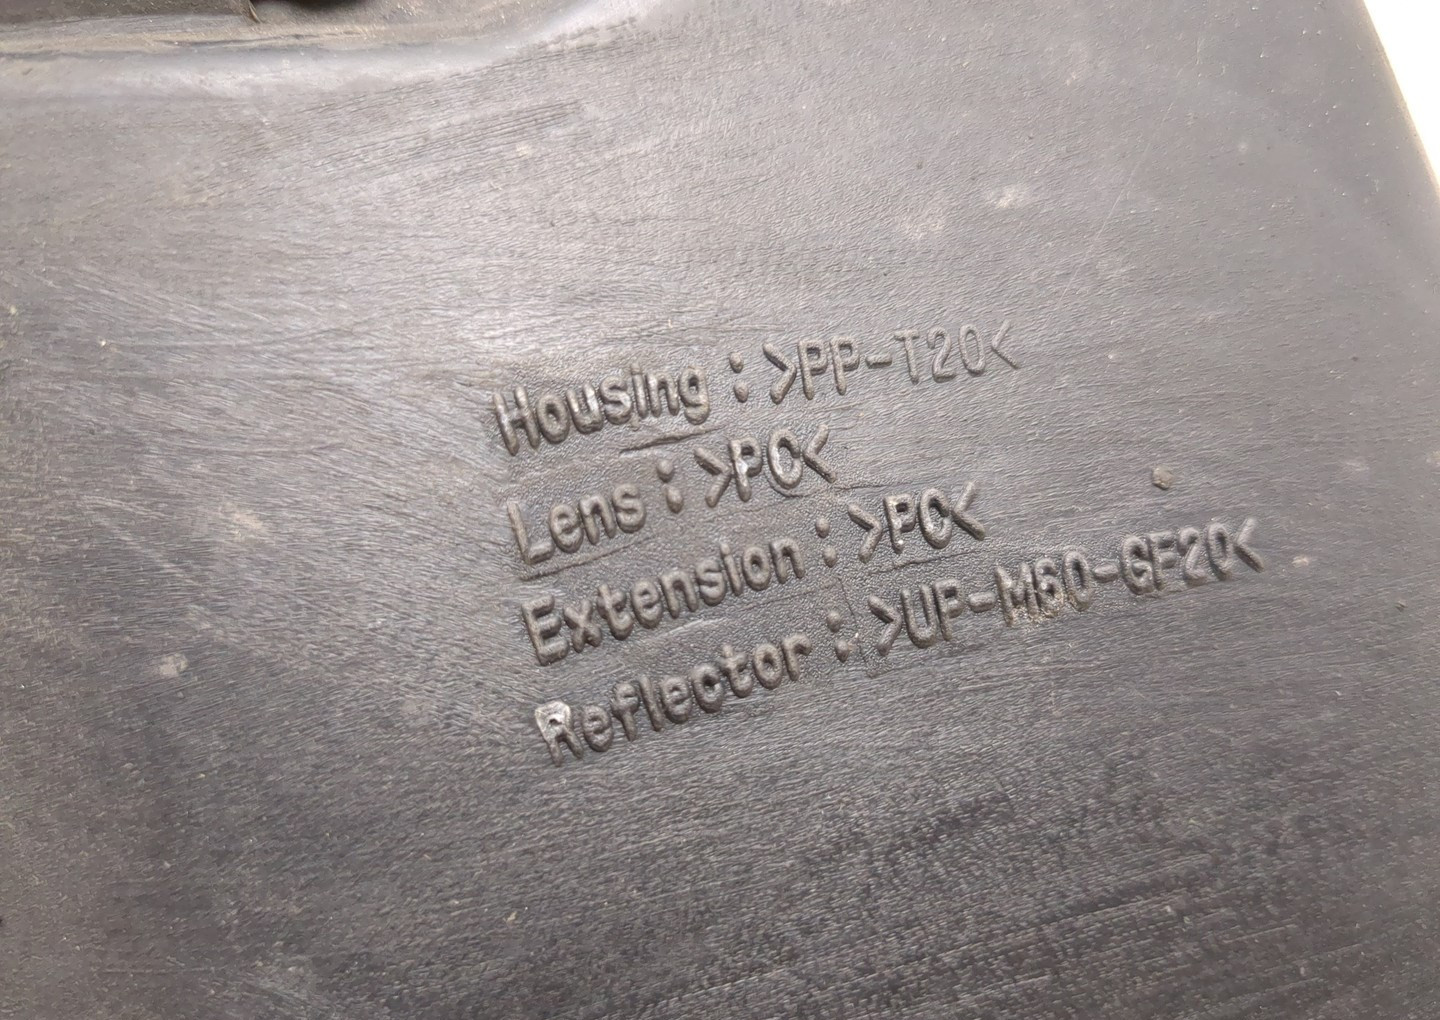 Housing : >PP-T20<
Lens : >PC<
Extension : >PC<
Reflector : >UP-M60-GF20<